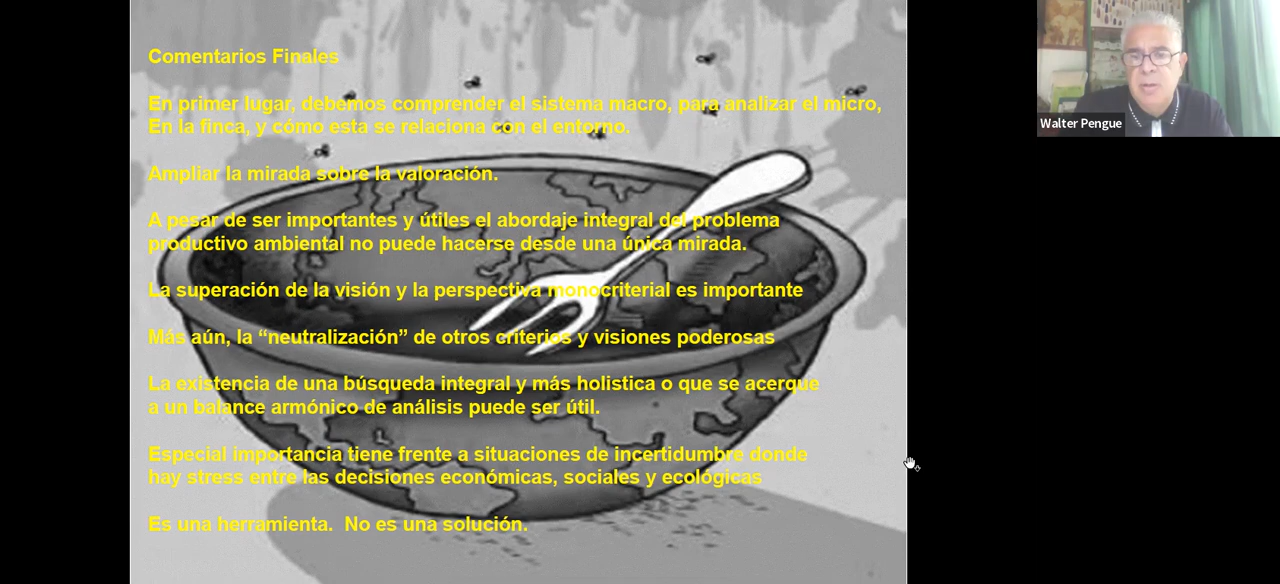 Comentarios Finales
En primer lugar, debemos comprender el sistema macro, para analizar el micro,
En la finca, y cómo esta se relaciona con el entorno.
Ampliar la mirada sobre la valoración.
A pesar de ser importantes y útiles el abordaje integral del problema
productivo ambiental no puede hacerse desde una única mirada.
La superación de la visión y la perspectiva monocriterial es importante
Más aún, la “neutralización” de otros criterios y visiones poderosas
La existencia de una búsqueda integral y más holistica o que se acerque
a un balance armónico de análisis puede ser útil.
Especial importancia tiene frente a situaciones de incertidumbre donde
hay stress entre las decisiones económicas, sociales y ecológicas
Es una herramienta.  No es una solución.
Walter Pengue